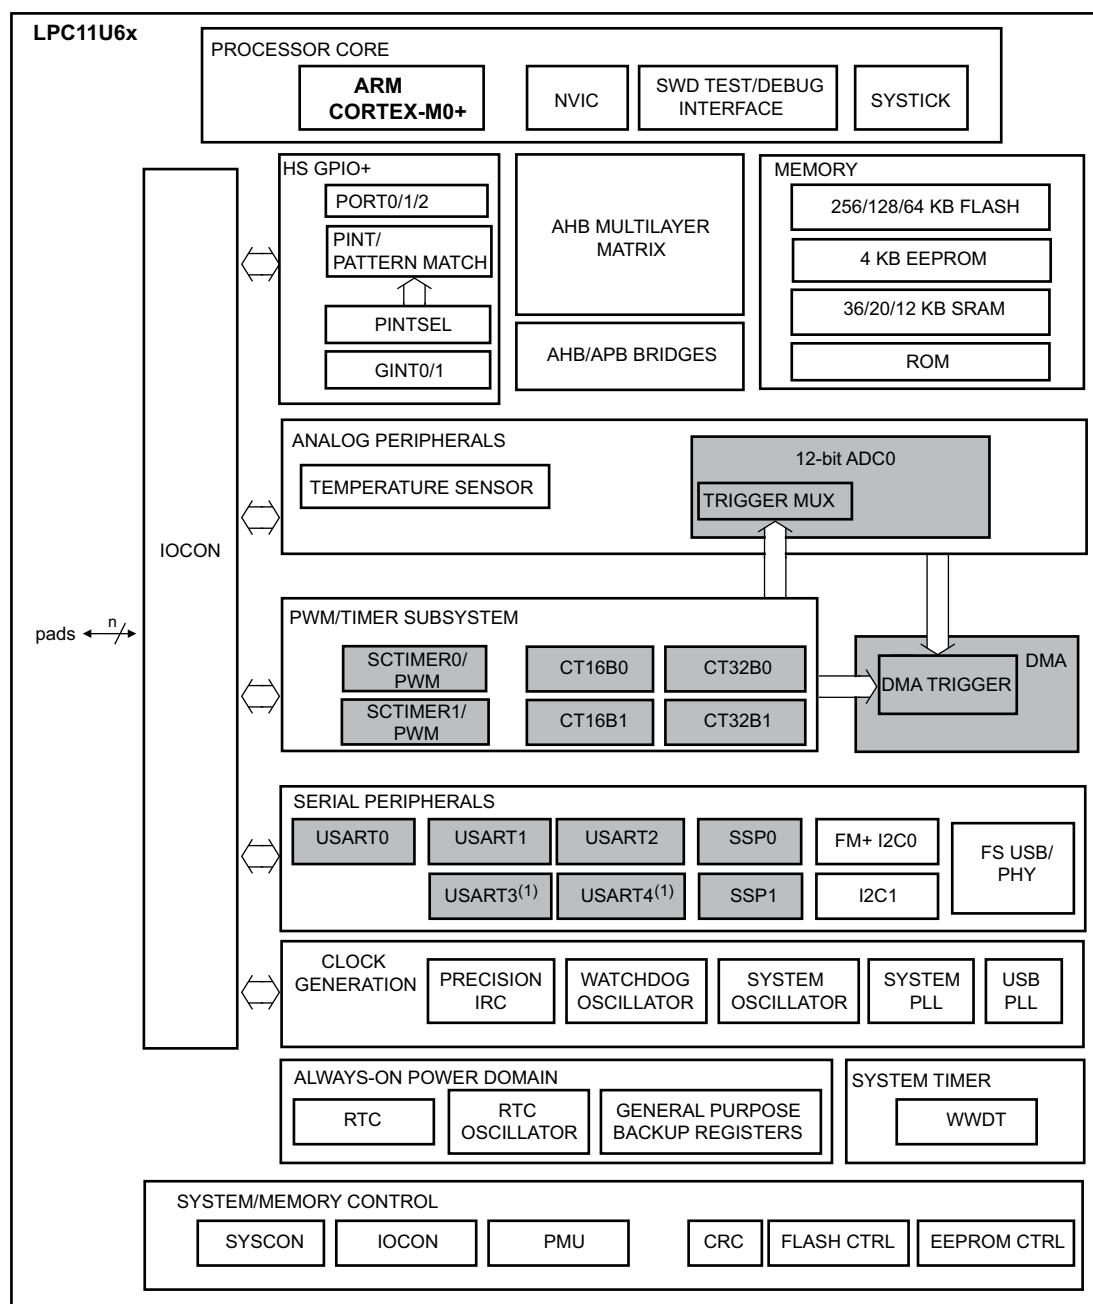 LPC11U6x
PROCESSOR CORE
ARM
CORTEX-M0+
NVIC
SWD TEST/DEBUG
INTERFACE
SYSTICK
HS GPIO+
PORT0/1/2
PINT/
PATTERN MATCH
PINTSEL
GINT0/1
AHB MULTILAYER
MATRIX
AHB/APB BRIDGES
MEMORY
256/128/64 KB FLASH
4 KB EEPROM
36/20/12 KB SRAM
ROM
IOCON
pads
n
ANALOG PERIPHERALS
TEMPERATURE SENSOR
12-bit ADC0
TRIGGER MUX
PWM/TIMER SUBSYSTEM
SCTIMER0/
PWM
CT16B0
CT32B0
SCTIMER1/
PWM
CT16B1
CT32B1
DMA
DMA TRIGGER
SERIAL PERIPHERALS
USART0
USART1
USART2
SSP0
FM+ I2C0
FS USB/
PHY
USART3(1)
USART4(1)
SSP1
I2C1
CLOCK
GENERATION
PRECISION
IRC
WATCHDOG
OSCILLATOR
SYSTEM
OSCILLATOR
SYSTEM
PLL
USB
PLL
ALWAYS-ON POWER DOMAIN
RTC
RTC
OSCILLATOR
GENERAL PURPOSE
BACKUP REGISTERS
SYSTEM TIMER
WWDT
SYSTEM/MEMORY CONTROL
SYSCON
IOCON
PMU
CRC
FLASH CTRL
EEPROM CTRL